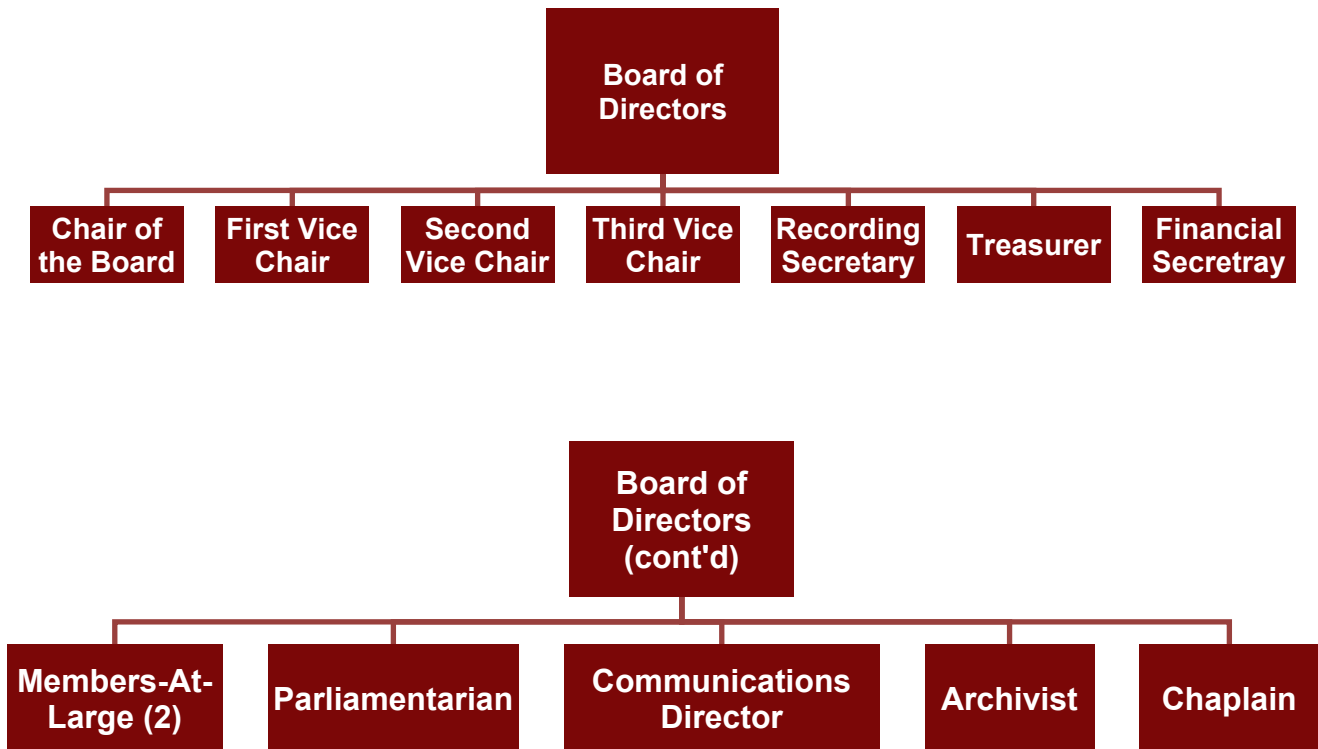 Board of
Directors
Chair of
the Board
First Vice
Chair
Second
Vice Chair
Third Vice
Chair
Recording
Secretary
Treasurer
Financial
Secretray
Board of
Directors
(cont'd)
Members-At-
Large (2)
Parliamentarian
Communications
Director
Archivist
Chaplain